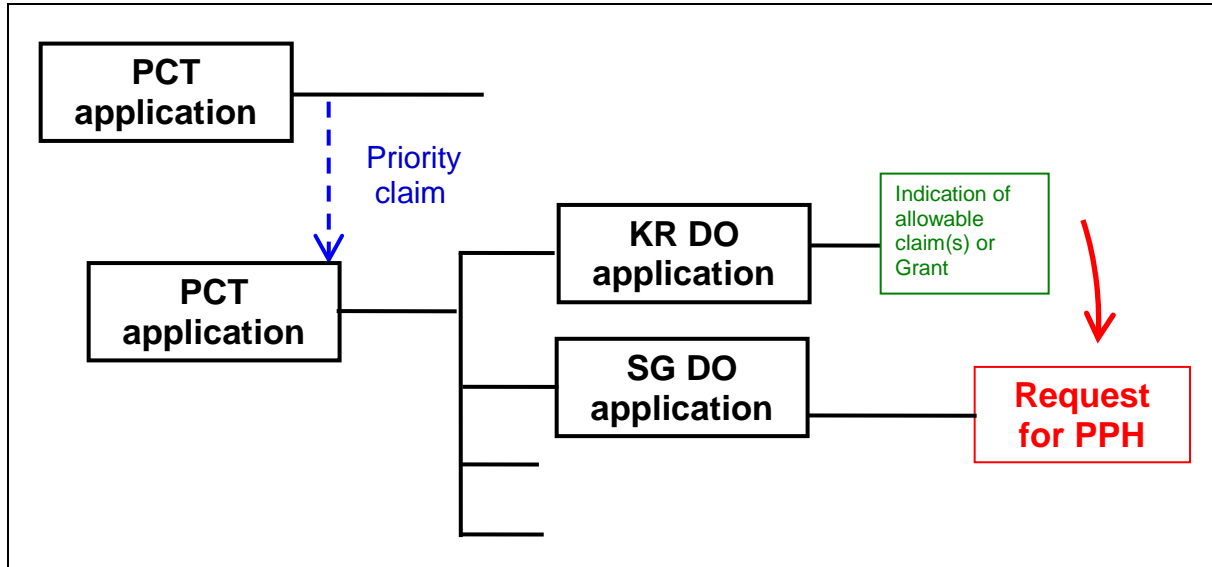 PCT
application
Priority
claim
PCT
application
KR DO
application
Indication of
allowable
claim(s) or
Grant
SG DO
application
Request
for PPH